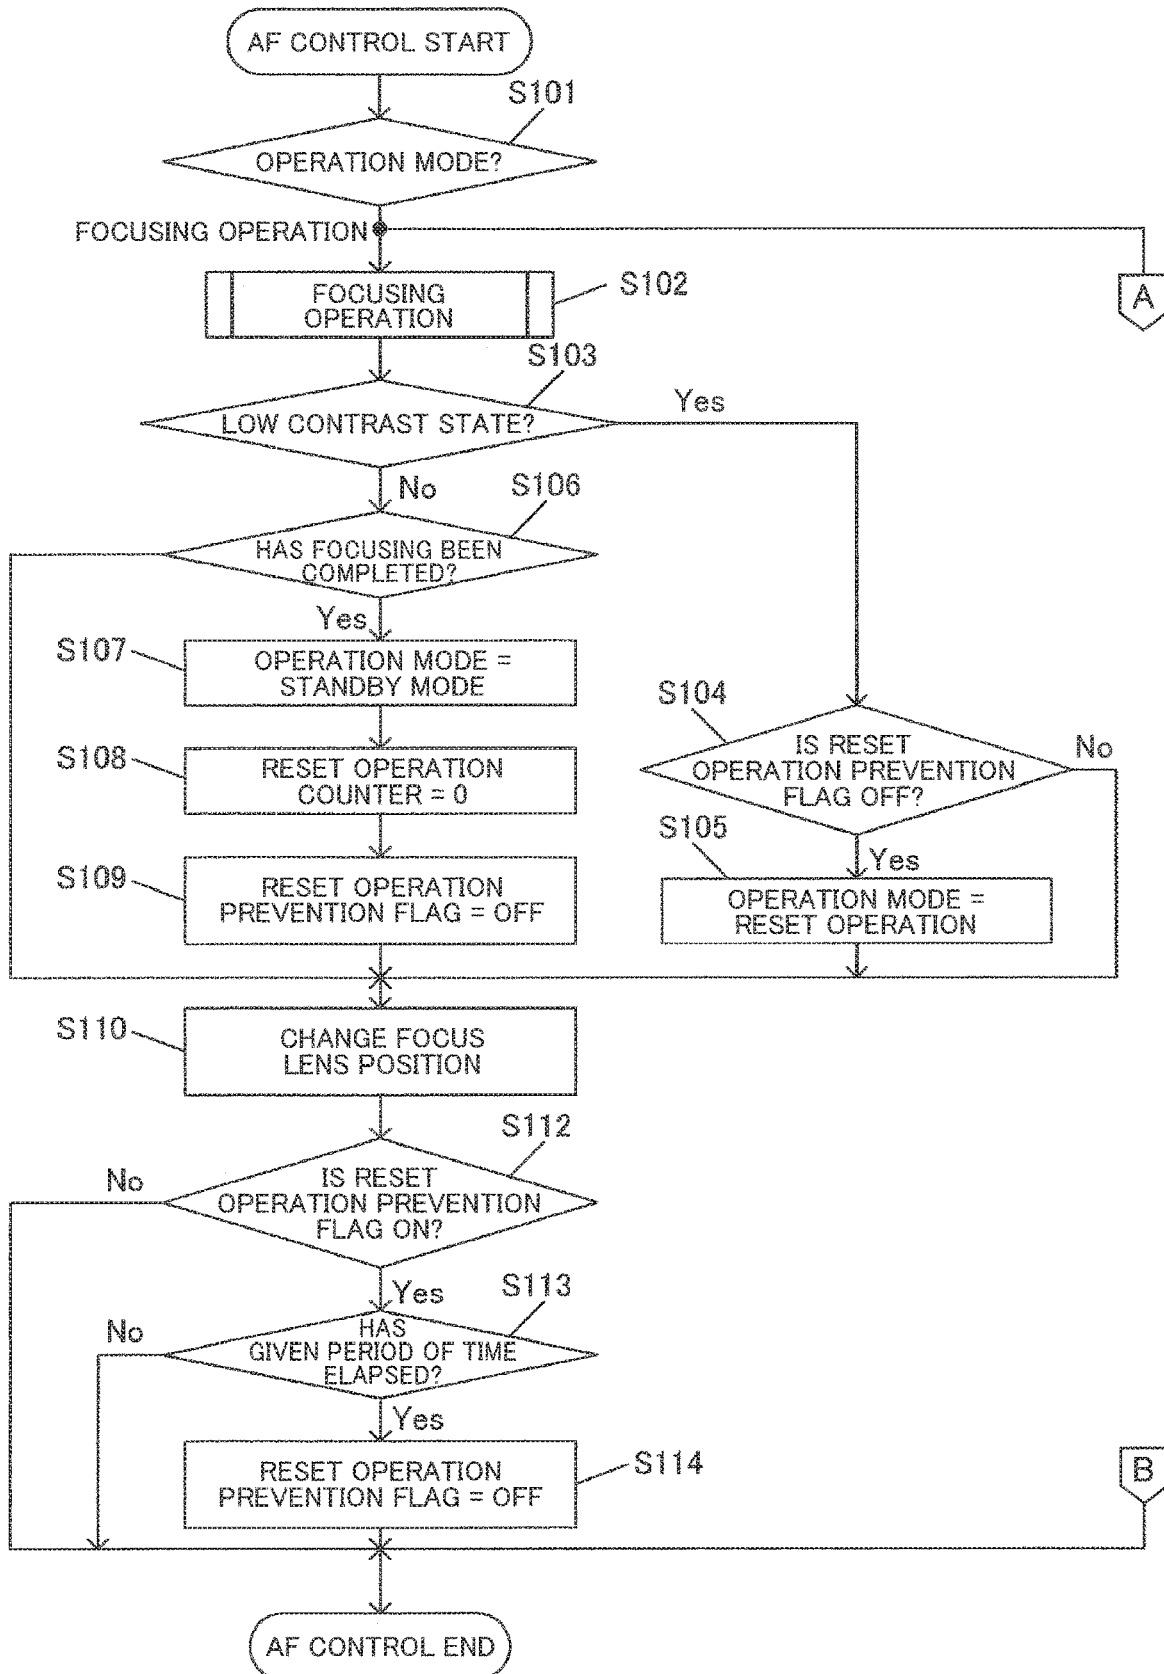 AF CONTROL START
S101
OPERATION MODE?
FOCUSING OPERATION
A
FOCUSING
OPERATION
S102
S103
LOW CONTRAST STATE?
Yes
No
S106
HAS FOCUSING BEEN
COMPLETED?
Yes
S107
OPERATION MODE =
STANDBY MODE
S104
IS RESET
OPERATION PREVENTION
FLAG OFF?
No
S108
RESET OPERATION
COUNTER = 0
S105
Yes
S109
RESET OPERATION
PREVENTION FLAG = OFF
OPERATION MODE =
RESET OPERATION
S110
CHANGE FOCUS
LENS POSITION
S112
No
IS RESET
OPERATION PREVENTION
FLAG ON?
Yes
S113
No
HAS
GIVEN PERIOD OF TIME
ELAPSED?
Yes
RESET OPERATION
PREVENTION FLAG = OFF
S114
B
AF CONTROL END